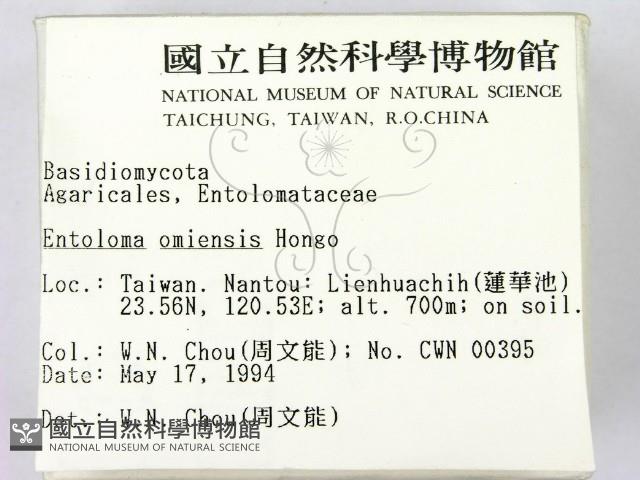 國立自然科學博物館
NATIONAL MUSEUM OF NATURAL SCIENCE
TAICHUNG, TAIWAN, R.O.CHINA
Basidiomycota
Agaricales, Entolomataceae
Entoloma omiensis Hongo
Loc.: Taiwan. Nantou: Lienhuachih(蓮華池)
23.56N, 120.53E; alt. 700m; on soil.
Col.: W.N. Chou(周文能); No. CWN 00395
Date: May 17, 1994
Det.: W.N. Chou(周文能)
國立自然科學博物館
NATIONAL MUSEUM OF NATURAL SCIENCE